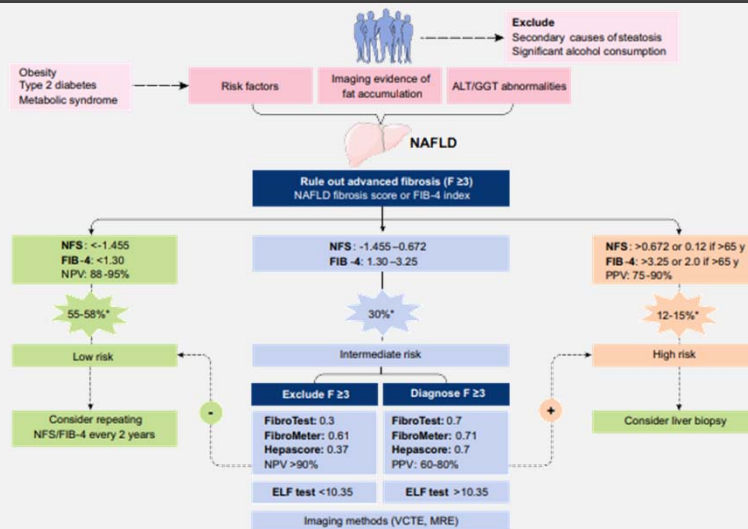 Exclude
Secondary causes of steatosis
Significant alcohol consumption
Obesity
Type 2 diabetes
Metabolic syndrome
Risk factors
Imaging evidence of
fat accumulation
ALT/GGT abnormalities
NAFLD
Rule out advanced fibrosis (F ≥3)
NAFLD fibrosis score or FIB-4 index
NFS: <-1.455
FIB-4: <1.30
NPV: 88-95%
NFS: -1.455–0.672
FIB-4: 1.30–3.25
NFS: >0.672 or 0.12 if >65 y
FIB-4: >3.25 or 2.0 if >65 y
PPV: 75-90%
55-58%*
30%*
12-15%*
Low risk
Intermediate risk
High risk
Exclude F ≥3
Diagnose F ≥3
-
+
Consider repeating
NFS/FIB-4 every 2 years
FibroTest: 0.3
FibroMeter: 0.61
Hepascore: 0.37
NPV >90%
FibroTest: 0.7
FibroMeter: 0.71
Hepascore: 0.7
PPV: 60-80%
Consider liver biopsy
ELF test <10.35
ELF test >10.35
Imaging methods (VCTE, MRE)